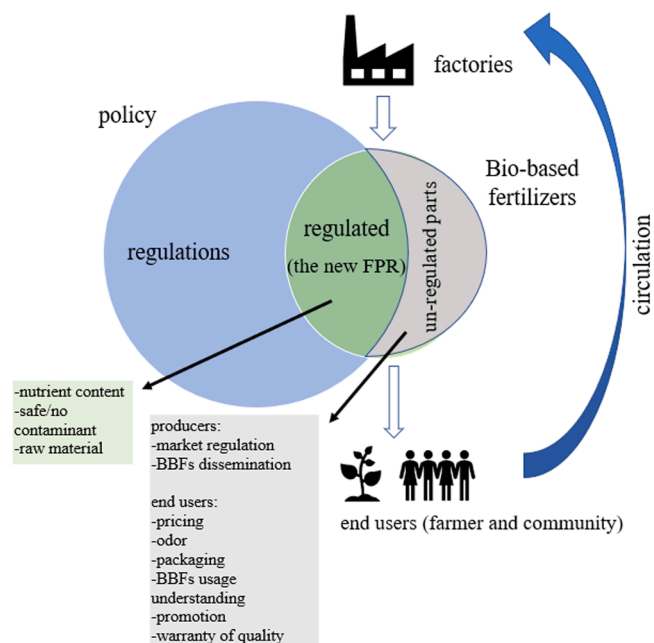 factories
policy
Bio-based
fertilizers
regulations
regulated
(the new FPR)
un-regulated parts
circulation
-nutrient content
-safe/no
contaminant
-raw material
producers:
-market regulation
-BBFs dissemination
end users:
-pricing
-odor
-packaging
-BBFs usage
understanding
-promotion
-warranty of quality
end users (farmer and community)